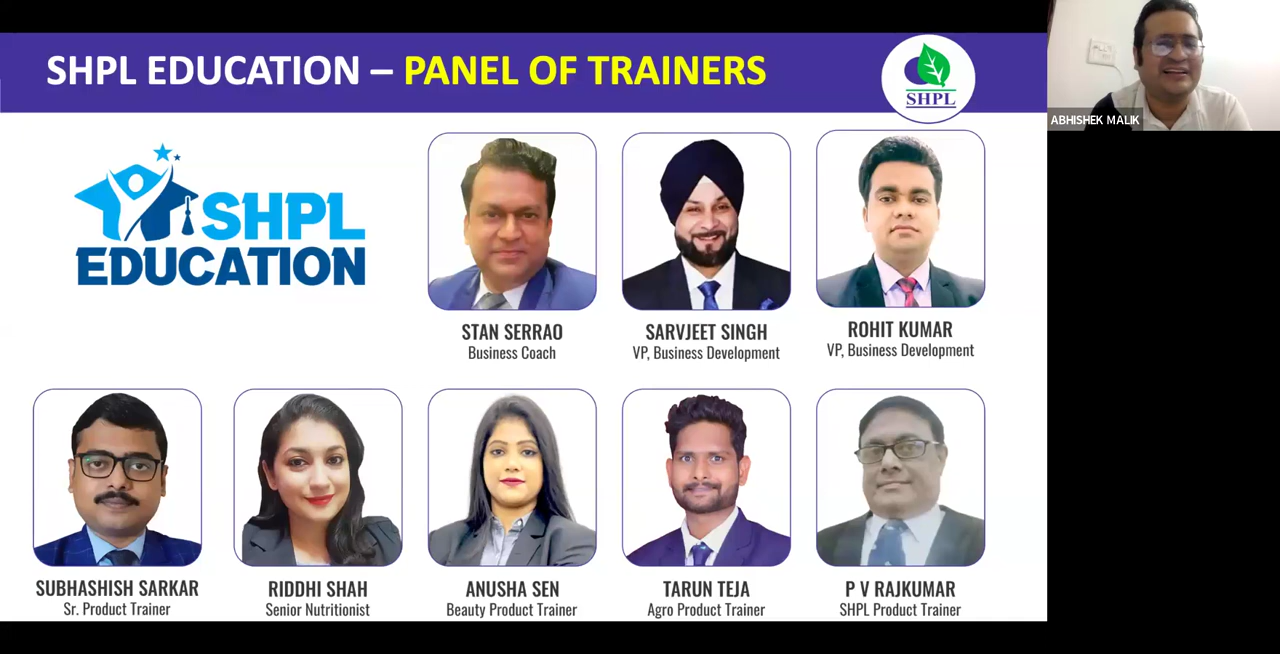 SHPL EDUCATION – PANEL OF TRAINERS
SHPL
ABHISHEK MALIK
SHPL
EDUCATION
STAN SERRAO
Business Coach
SARVJEET SINGH
VP, Business Development
ROHIT KUMAR
VP, Business Development
SUBHASHISH SARKAR
Sr. Product Trainer
RIDDHI SHAH
Senior Nutritionist
ANUSHA SEN
Beauty Product Trainer
TARUN TEJA
Agro Product Trainer
P V RAJKUMAR
SHPL Product Trainer